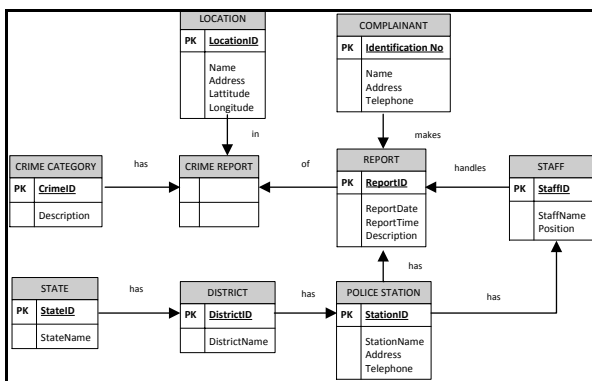 LOCATION
PK LocationID
Name
Address
Lattitude
Longitude
COMPLAINANT
PK Identification No
Name
Address
Telephone
in
makes
CRIME CATEGORY
PK CrimeID
Description
has
CRIME REPORT
of
REPORT
PK ReportID
ReportDate
ReportTime
Description
handles
STAFF
PK StaffID
StaffName
Position
has
STATE
PK StateID
StateName
has
DISTRICT
PK DistrictID
DistrictName
has
POLICE STATION
PK StationID
StationName
Address
Telephone
has